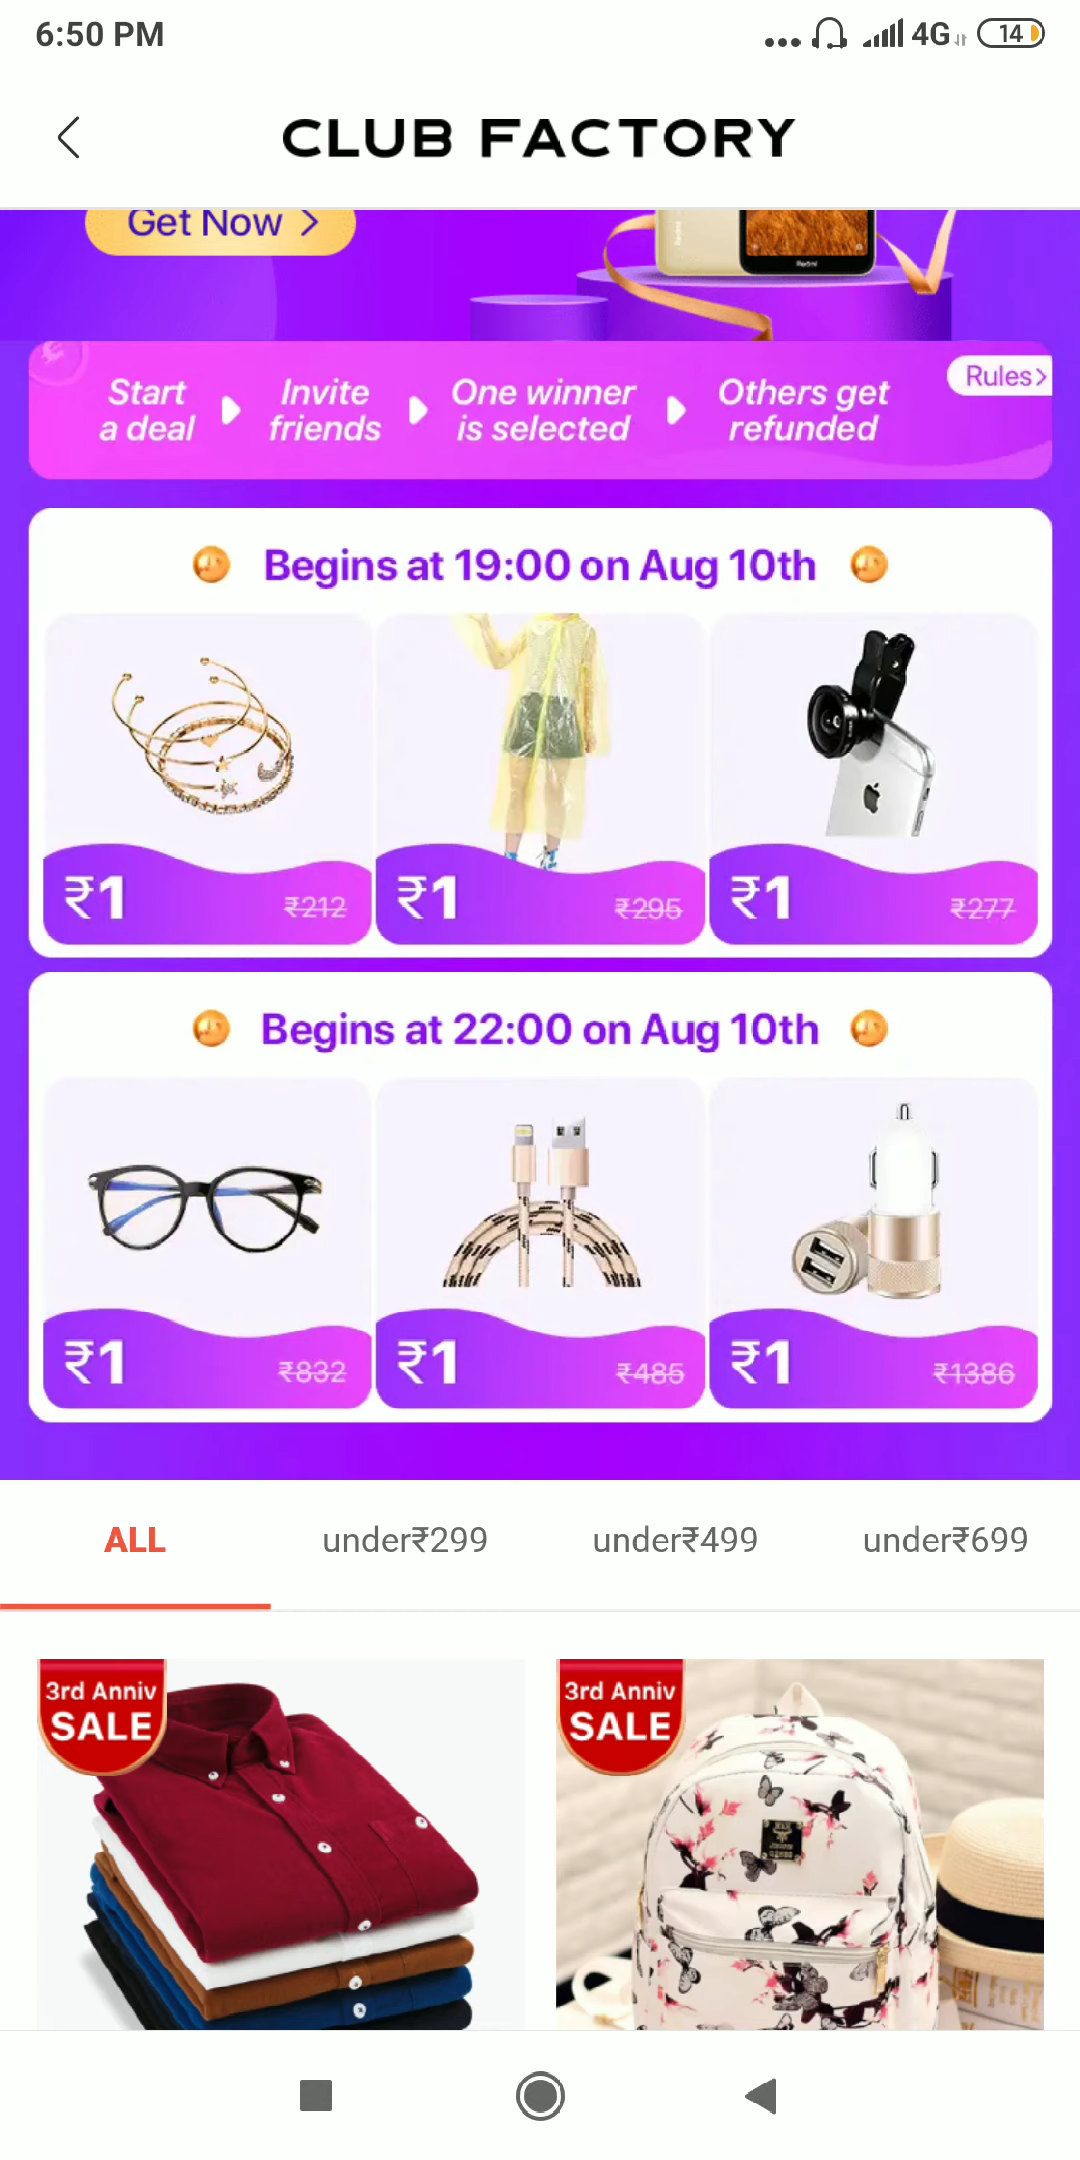 6:50 PM
4G
14
CLUB FACTORY
Get Now >
Redmi
Start
a deal
Invite
friends
One winner
is selected
Others get
refunded
Rules>
Begins at 19:00 on Aug 10th
₹1
₹212
₹1
₹295
₹1
₹277
Begins at 22:00 on Aug 10th
₹1
₹832
₹1
₹485
₹1
₹1386
ALL
under₹299
under₹499
under₹699
3rd Anniv
SALE
3rd Anniv
SALE